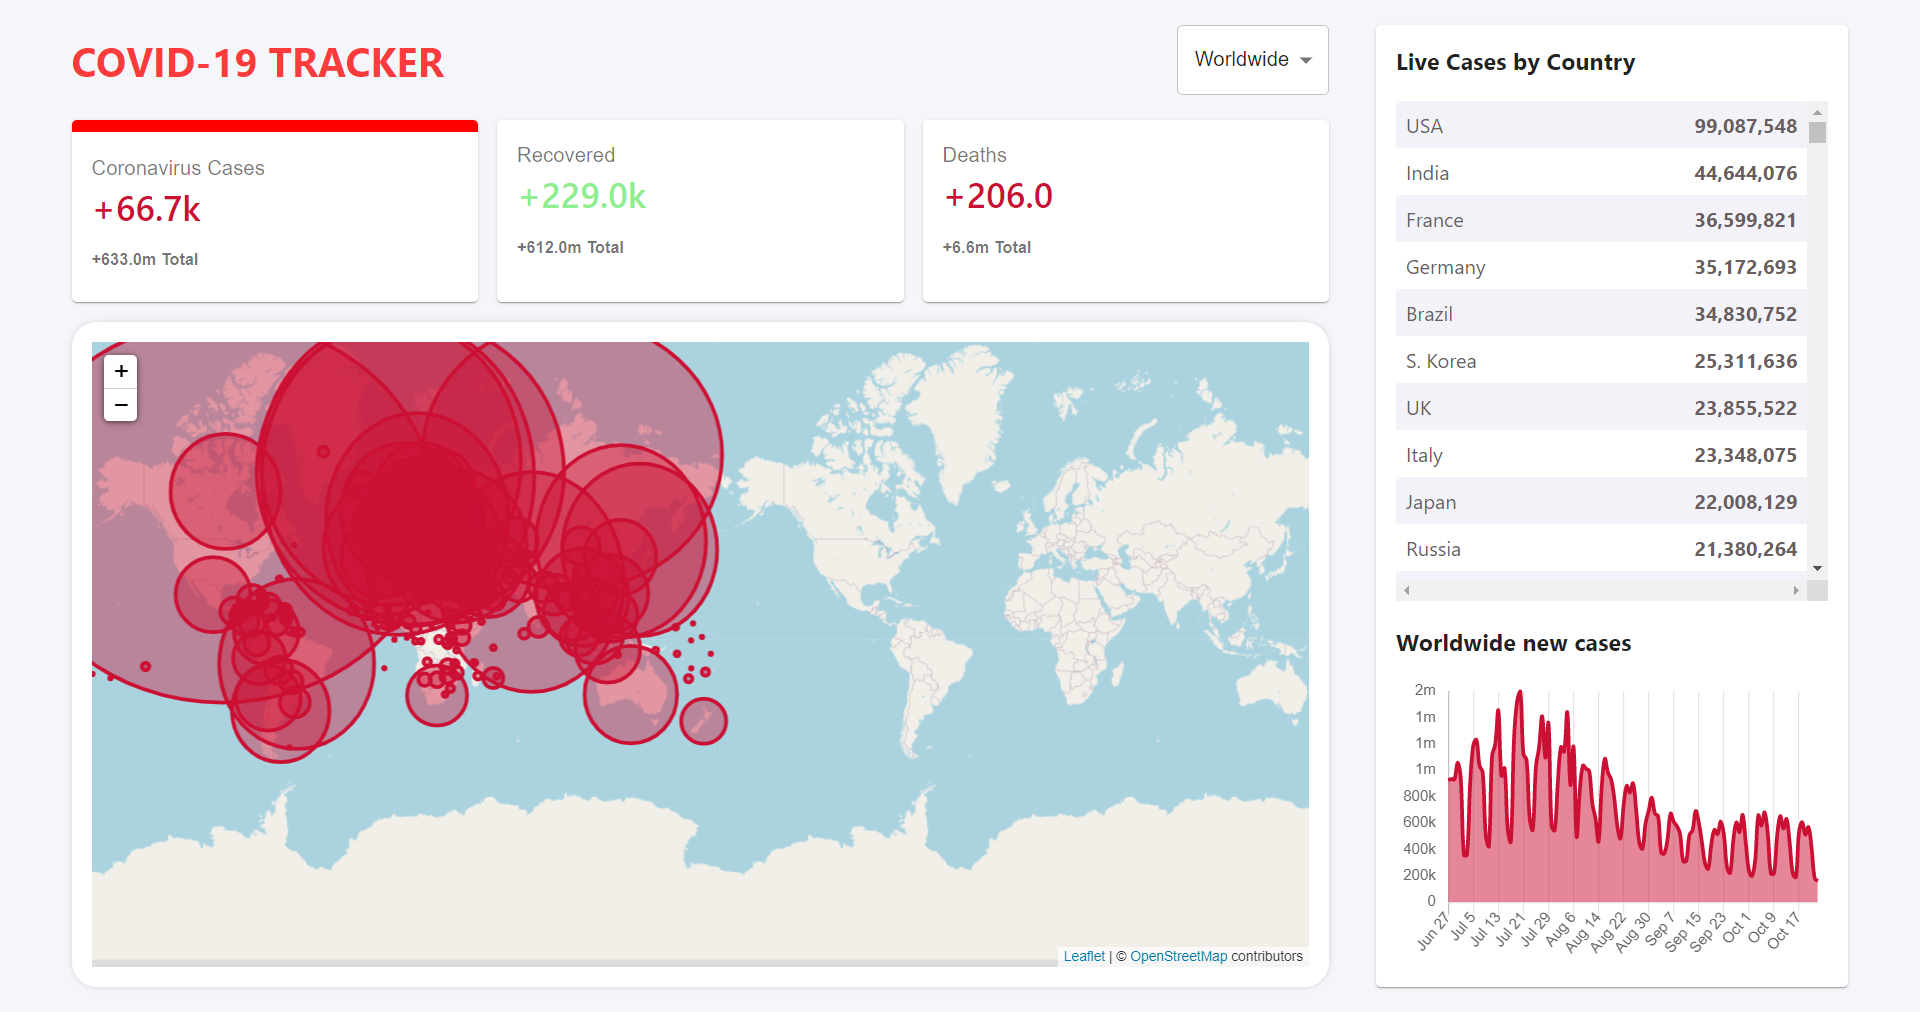 COVID-19 TRACKER
Worldwide
Coronavirus Cases
+66.7k
+633.0m Total
Recovered
+229.0k
+612.0m Total
Deaths
+206.0
+6.6m Total
+
−
Leaflet | © OpenStreetMap contributors
Live Cases by Country
USA 99,087,548
India 44,644,076
France 36,599,821
Germany 35,172,693
Brazil 34,830,752
S. Korea 25,311,636
UK 23,855,522
Italy 23,348,075
Japan 22,008,129
Russia 21,380,264
Worldwide new cases
2m
1m
1m
1m
800k
600k
400k
200k
0
Jun 27
Jul 5
Jul 13
Jul 21
Jul 29
Aug 6
Aug 14
Aug 22
Aug 30
Sep 7
Sep 15
Sep 23
Oct 1
Oct 9
Oct 17